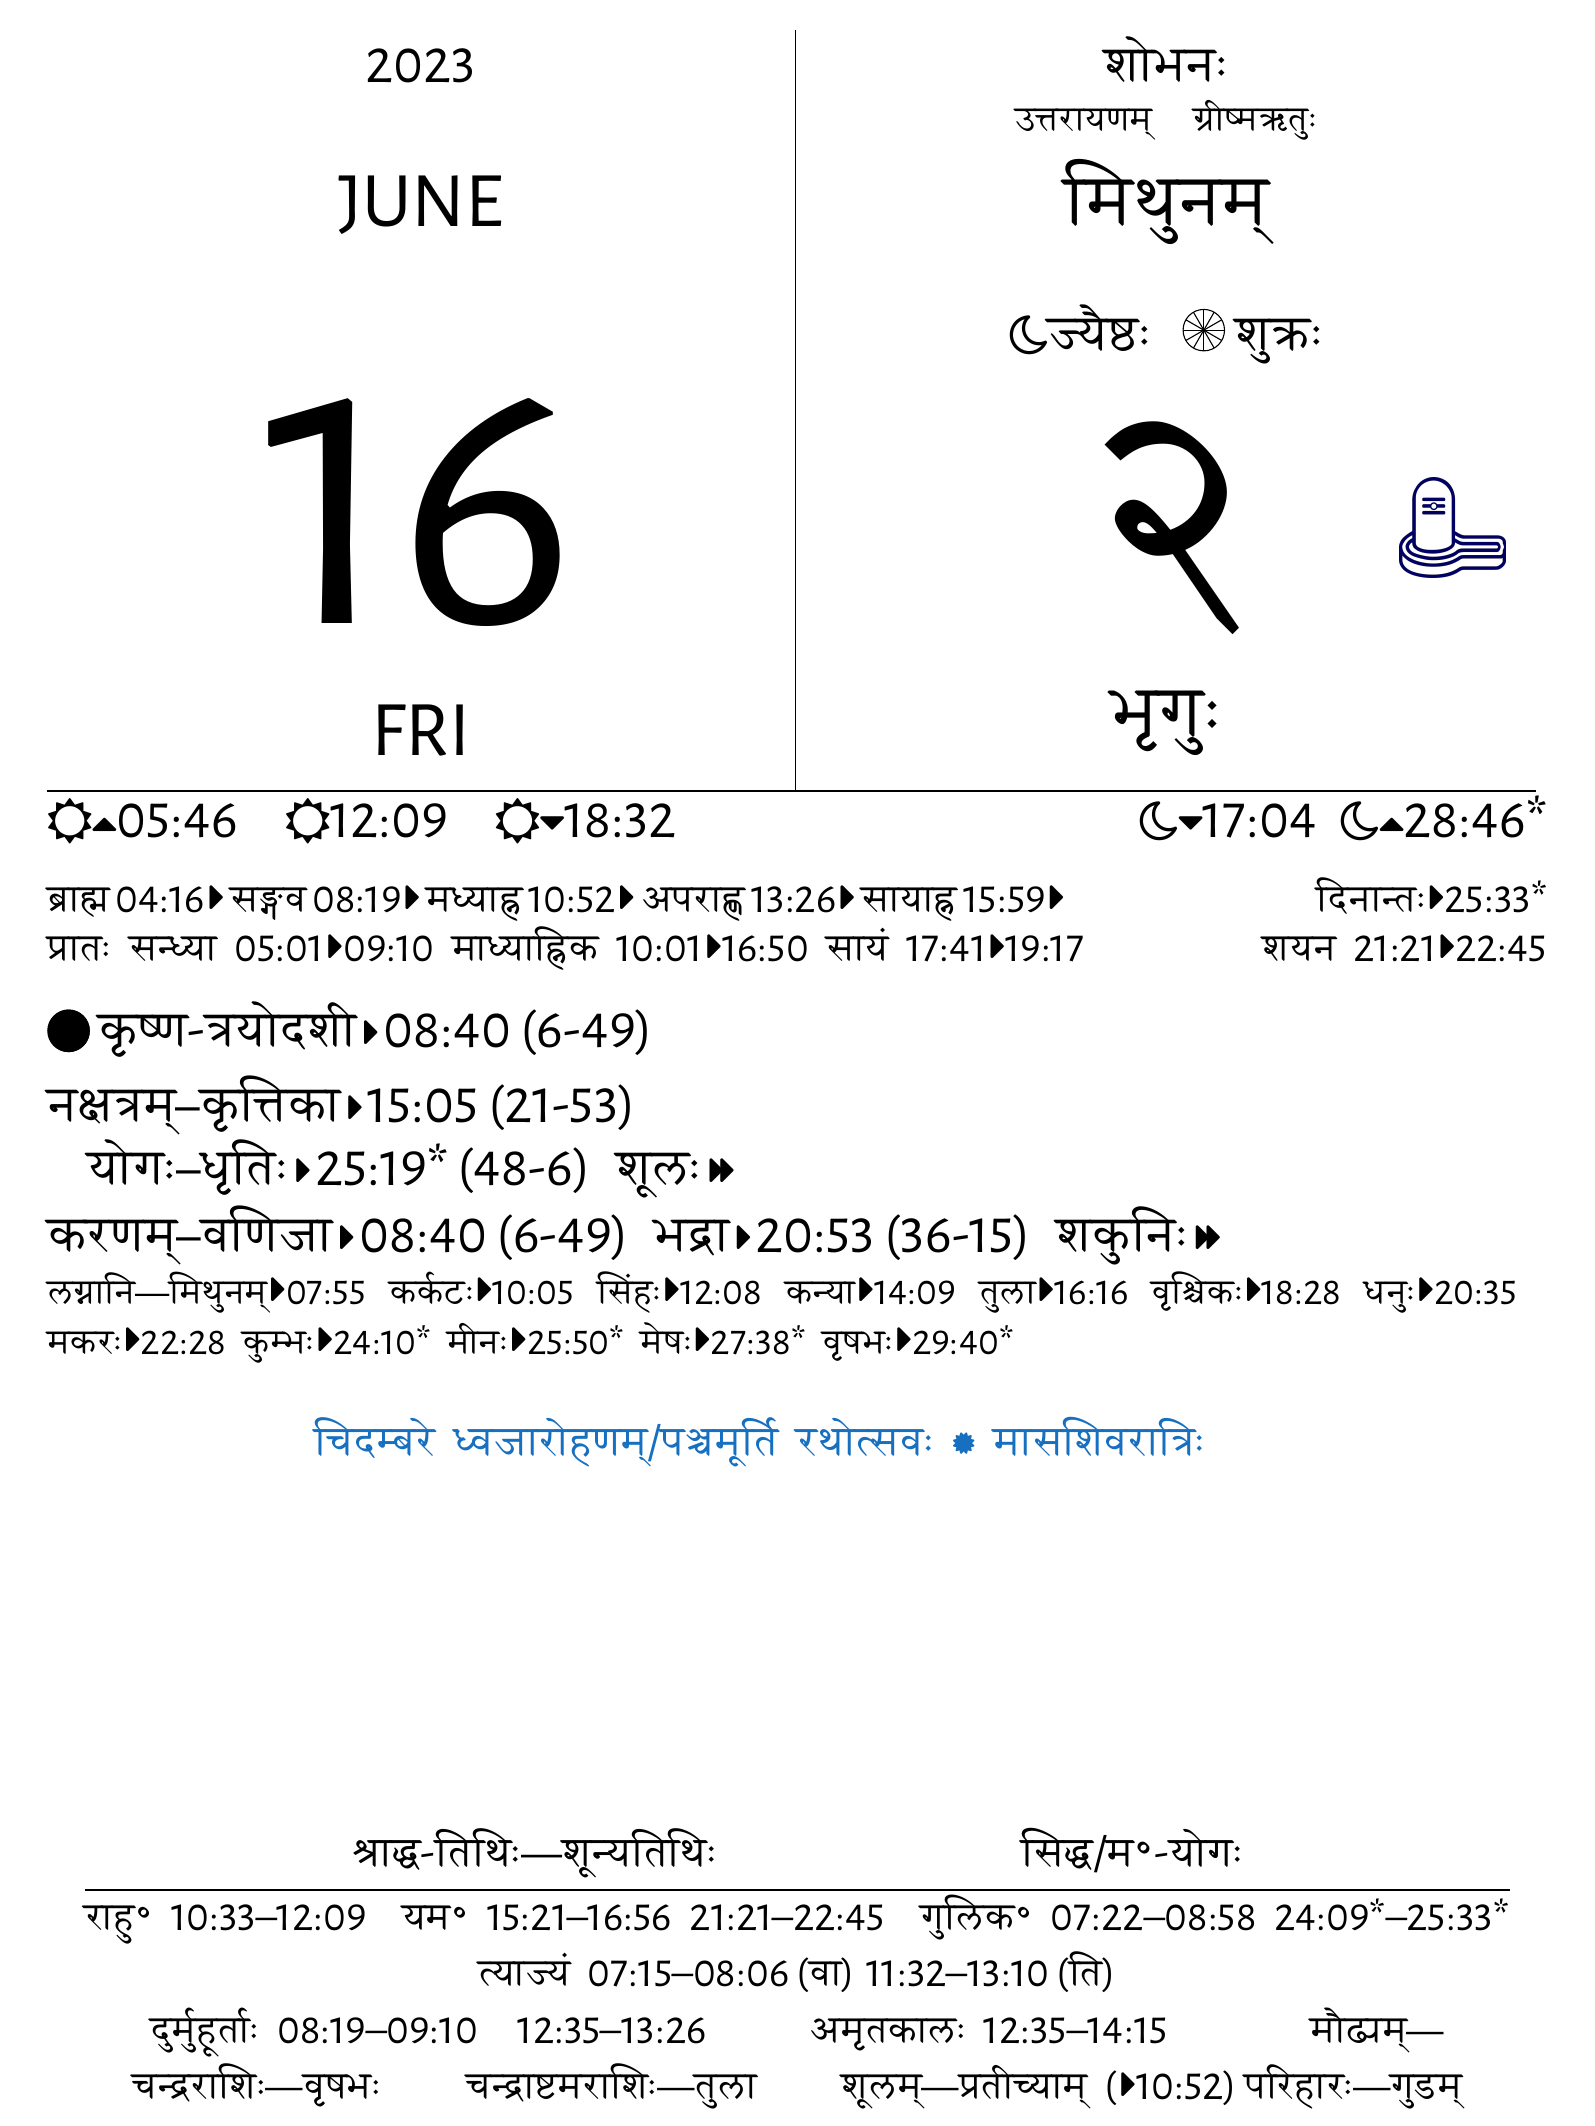 2023
JUNE
16
FRI
शोभनः
उत्तरायणम् ग्रीष्मऋतुः
मिथुनम्
ज्यैष्ठः शुक्रः
२
भृगुः
05:46 12:09 18:32 17:04 28:46*
ब्राह्म 04:16 सङ्गव 08:19 मध्याह्न 10:52 अपराह्ण 13:26 सायाह्न 15:59 दिनान्तः 25:33*
प्रातः सन्ध्या 05:01 09:10 माध्याह्निक 10:01 16:50 सायं 17:41 19:17 शयन 21:21 22:45
कृष्ण-त्रयोदशी 08:40 (6-49)
नक्षत्रम्–कृत्तिका 15:05 (21-53)
योगः–धृतिः 25:19* (48-6) शूलः
करणम्–वणिजा 08:40 (6-49) भद्रा 20:53 (36-15) शकुनिः
लग्नानि—मिथुनम् 07:55 कर्कटः 10:05 सिंहः 12:08 कन्या 14:09 तुला 16:16 वृश्चिकः 18:28 धनुः 20:35
मकरः 22:28 कुम्भः 24:10* मीनः 25:50* मेषः 27:38* वृषभः 29:40*
चिदम्बरे ध्वजारोहणम्/पञ्चमूर्ति रथोत्सवः मासशिवरात्रिः
श्राद्ध-तिथिः—शून्यतिथिः सिद्ध/म॰-योगः
राहु॰ 10:33–12:09 यम॰ 15:21–16:56 21:21–22:45 गुलिक॰ 07:22–08:58 24:09*–25:33*
त्याज्यं 07:15–08:06 (वा) 11:32–13:10 (ति)
दुर्मुहूर्ताः 08:19–09:10 12:35–13:26 अमृतकालः 12:35–14:15 मौढ्यम्—
चन्द्रराशिः—वृषभः चन्द्राष्टमराशिः—तुला शूलम्—प्रतीच्याम् (10:52) परिहारः—गुडम्